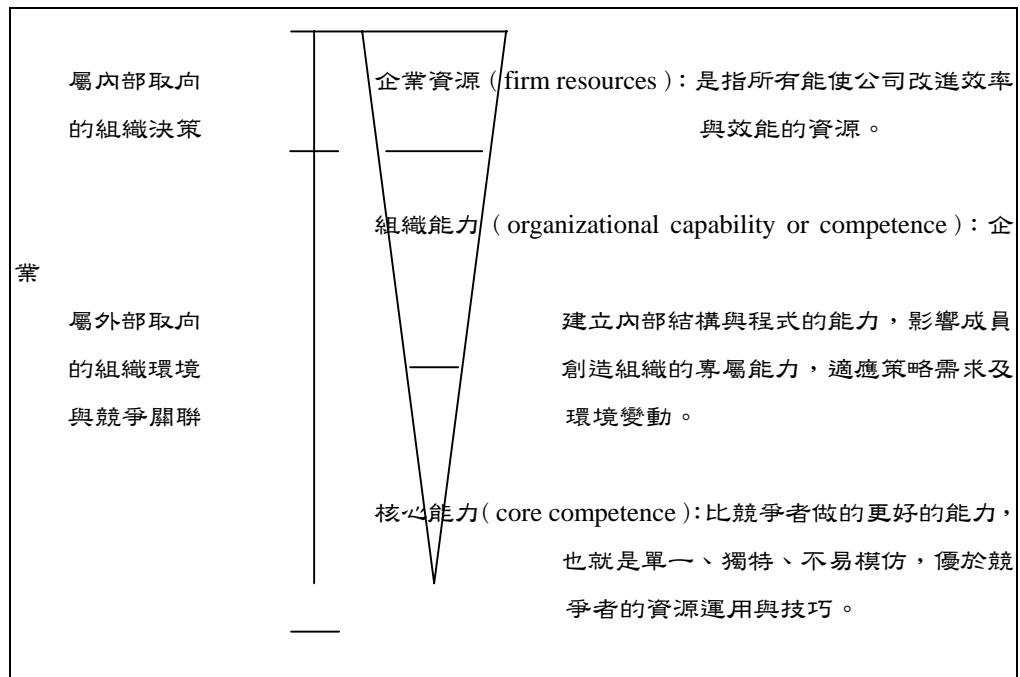 屬內部取向
的組織決策
企業資源（firm resources）：是指所有能使公司改進效率
與效能的資源。
組織能力（organizational capability or competence）：企
業
屬外部取向
的組織環境
與競爭關聯
建立內部結構與程式的能力，影響成員
創造組織的專屬能力，適應策略需求及
環境變動。
核心能力（core competence）：比競爭者做的更好的能力，
也就是單一、獨特、不易模仿，優於競
爭者的資源運用與技巧。